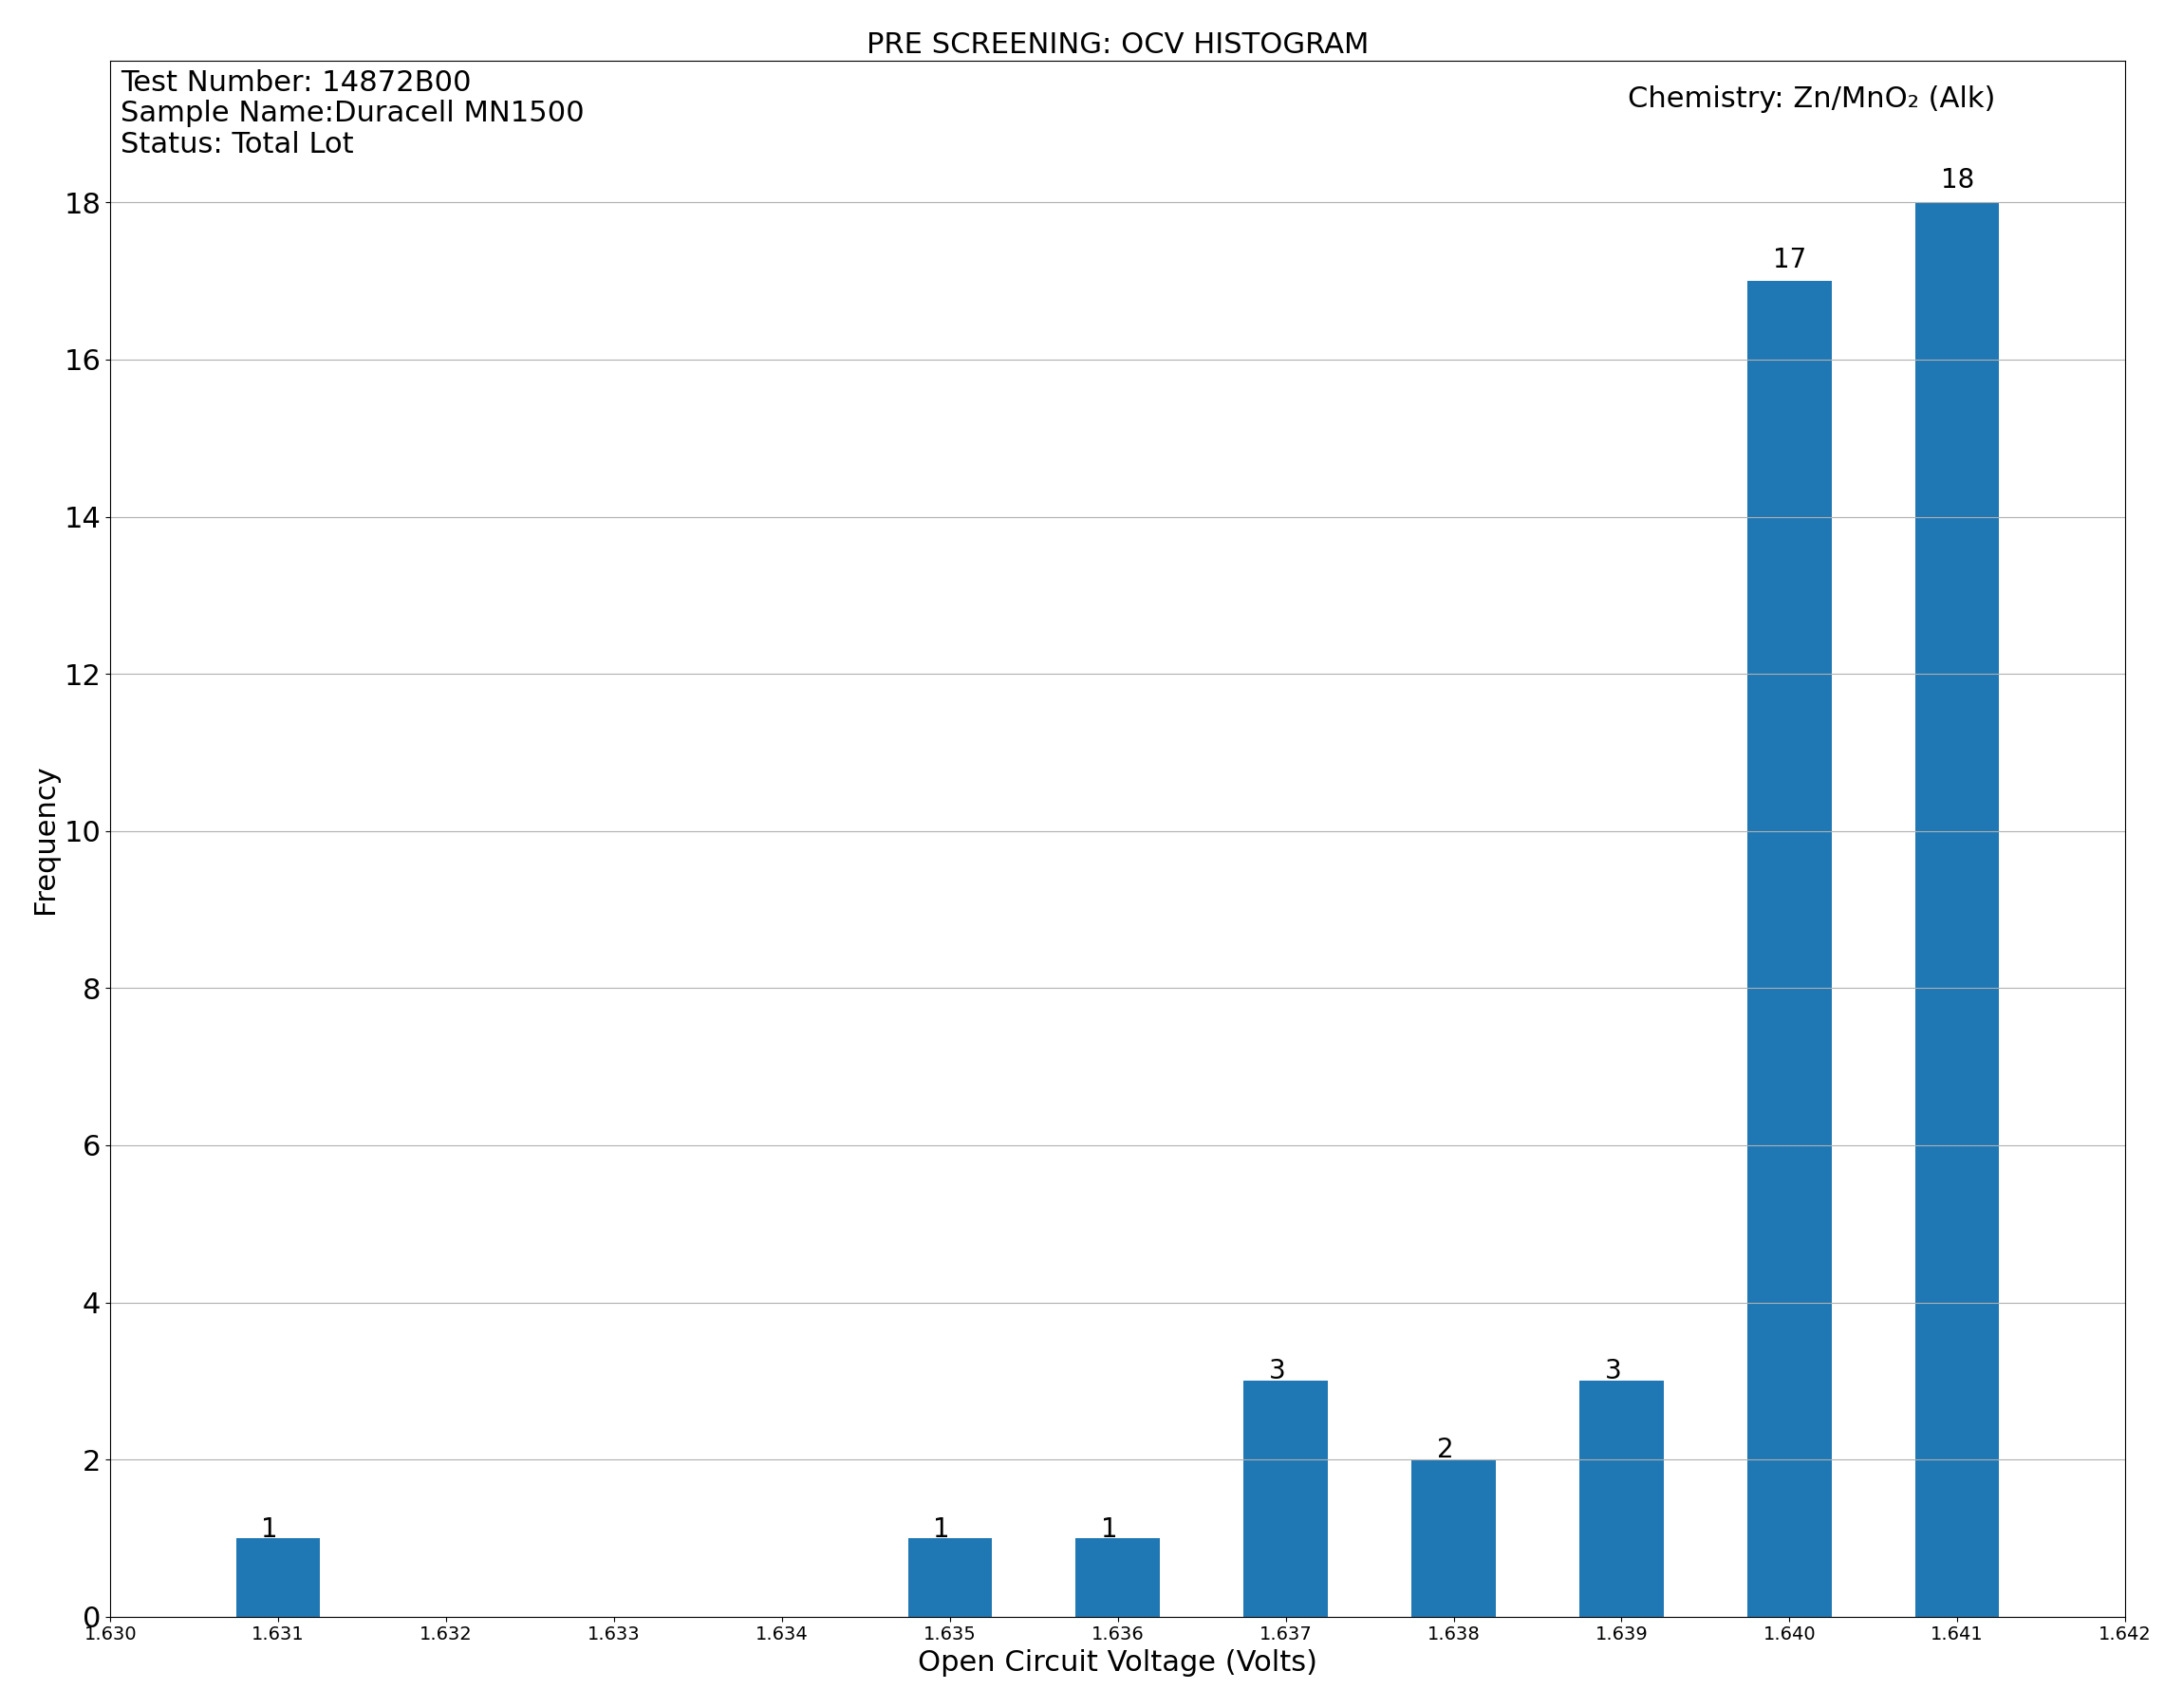 PRE SCREENING: OCV HISTOGRAM
Test Number: 14872B00
Sample Name:Duracell MN1500
Status: Total Lot
Chemistry: Zn/MnO₂ (Alk)
18
17
3
2
3
1
1
1
18
16
14
12
10
8
6
4
2
0
Frequency
1.630 1.631 1.632 1.633 1.634 1.635 1.636 1.637 1.638 1.639 1.640 1.641 1.642
Open Circuit Voltage (Volts)